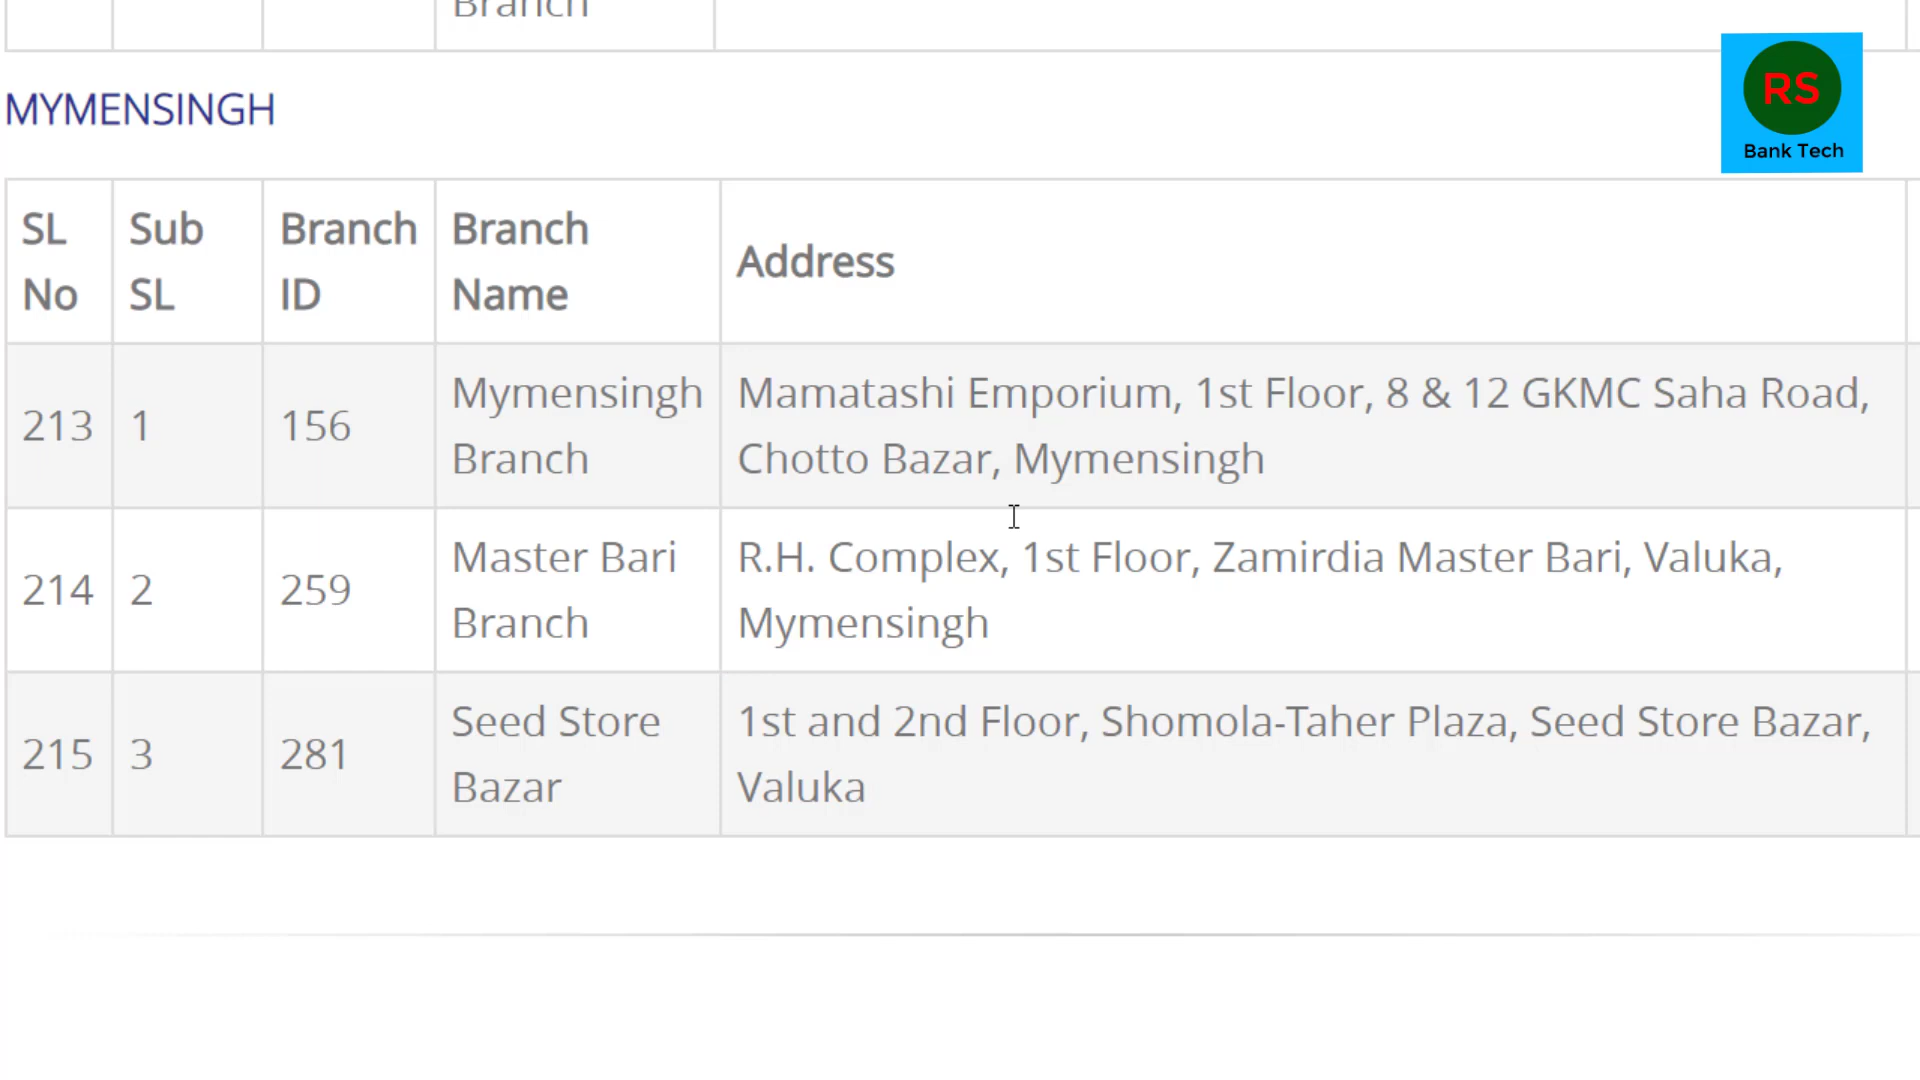 Branch
MYMENSINGH
RS
Bank Tech
SL No
Sub SL
Branch ID
Branch Name
Address
213
1
156
Mymensingh
Branch
Mamatashi Emporium, 1st Floor, 8 & 12 GKMC Saha Road,
Chotto Bazar, Mymensingh
214
2
259
Master Bari
Branch
R.H. Complex, 1st Floor, Zamirdia Master Bari, Valuka,
Mymensingh
215
3
281
Seed Store
Bazar
1st and 2nd Floor, Shomola-Taher Plaza, Seed Store Bazar,
Valuka